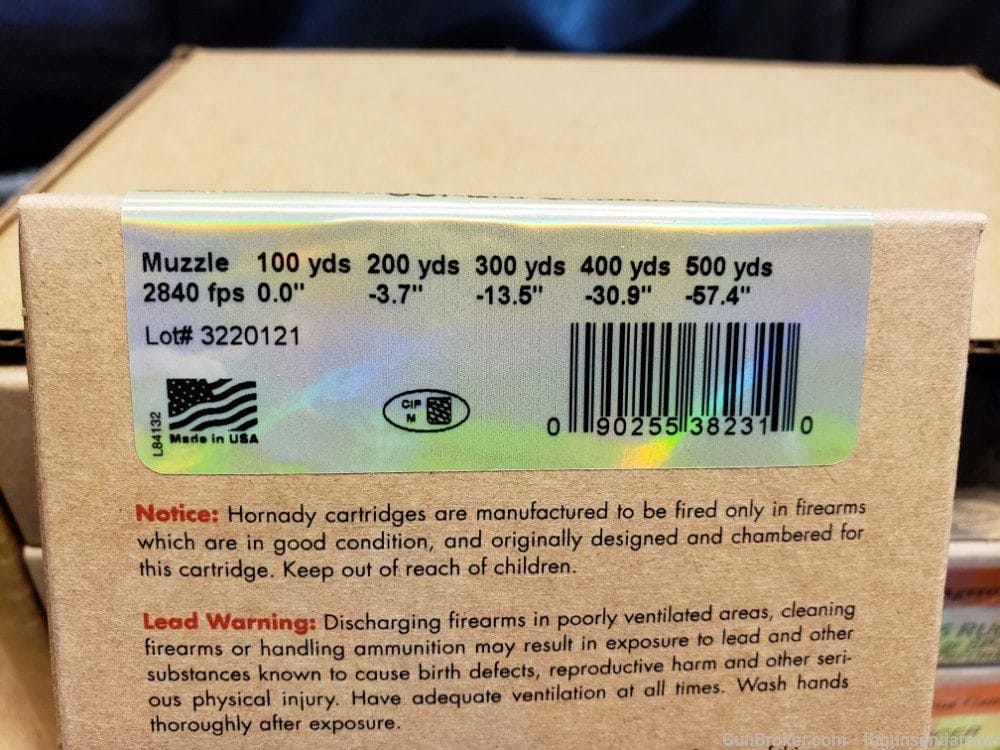 Muzzle 100 yds 200 yds 300 yds 400 yds 500 yds
2840 fps 0.0" -3.7" -13.5" -30.9" -57.4"
Lot# 3220121
L84132
Made in USA
CIP
M
0 90255 38231 0
Notice: Hornady cartridges are manufactured to be fired only in firearms
which are in good condition, and originally designed and chambered for
this cartridge. Keep out of reach of children.
Lead Warning: Discharging firearms in poorly ventilated areas, cleaning
firearms or handling ammunition may result in exposure to lead and other
substances known to cause birth defects, reproductive harm and other seri-
ous physical injury. Have adequate ventilation at all times. Wash hands
thoroughly after exposure.